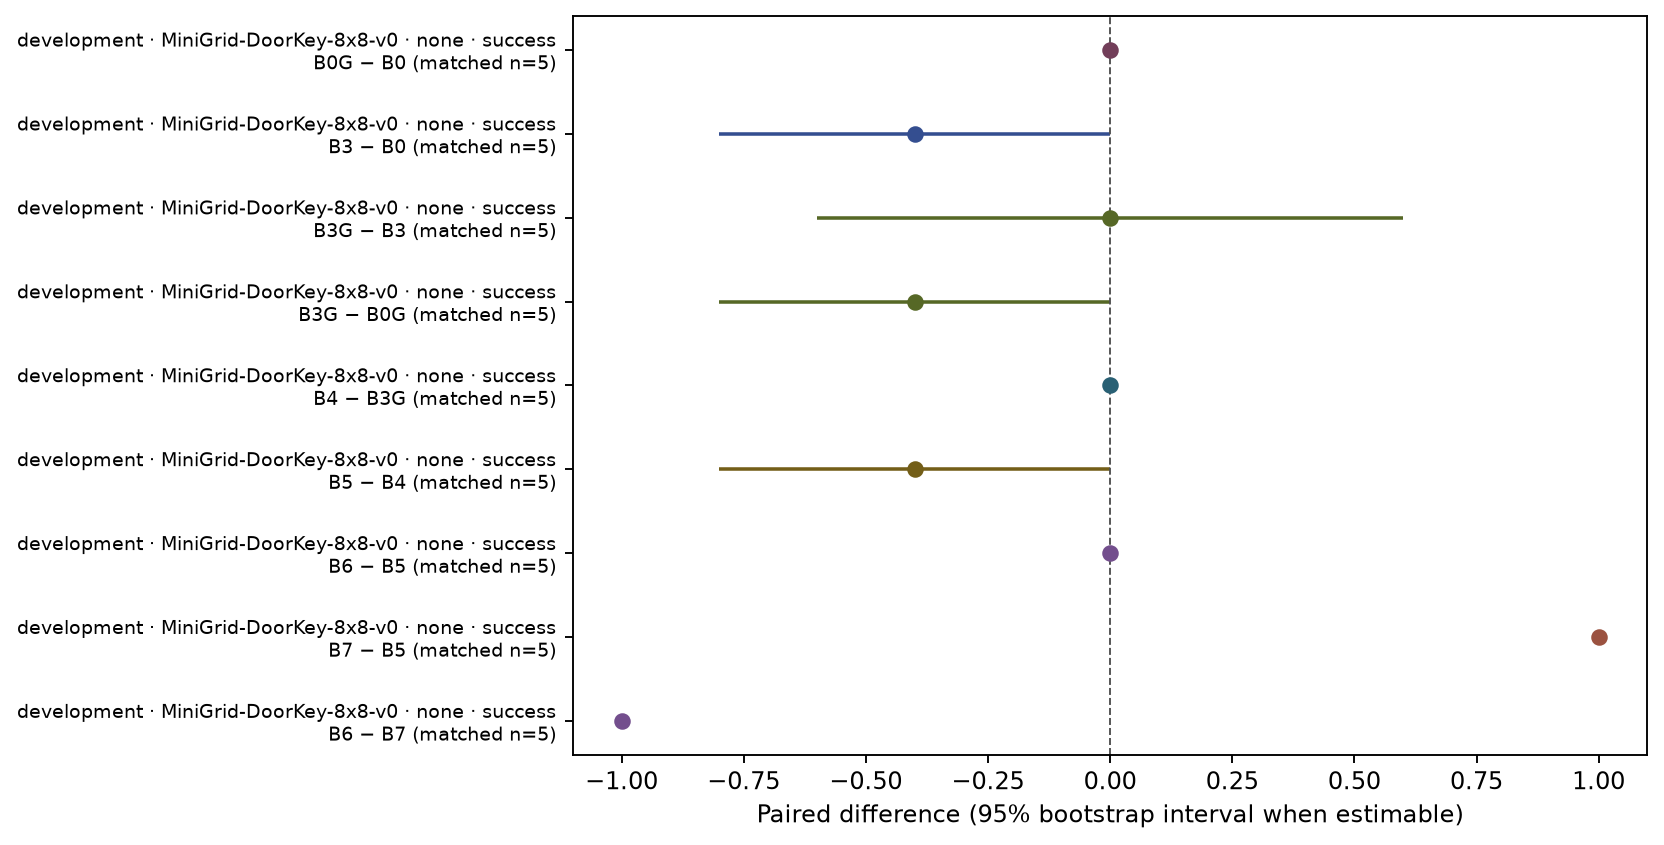 development · MiniGrid-DoorKey-8x8-v0 · none · success
B0G − B0 (matched n=5)
development · MiniGrid-DoorKey-8x8-v0 · none · success
B3 − B0 (matched n=5)
development · MiniGrid-DoorKey-8x8-v0 · none · success
B3G − B3 (matched n=5)
development · MiniGrid-DoorKey-8x8-v0 · none · success
B3G − B0G (matched n=5)
development · MiniGrid-DoorKey-8x8-v0 · none · success
B4 − B3G (matched n=5)
development · MiniGrid-DoorKey-8x8-v0 · none · success
B5 − B4 (matched n=5)
development · MiniGrid-DoorKey-8x8-v0 · none · success
B6 − B5 (matched n=5)
development · MiniGrid-DoorKey-8x8-v0 · none · success
B7 − B5 (matched n=5)
development · MiniGrid-DoorKey-8x8-v0 · none · success
B6 − B7 (matched n=5)
−1.00 −0.75 −0.50 −0.25 0.00 0.25 0.50 0.75 1.00
Paired difference (95% bootstrap interval when estimable)